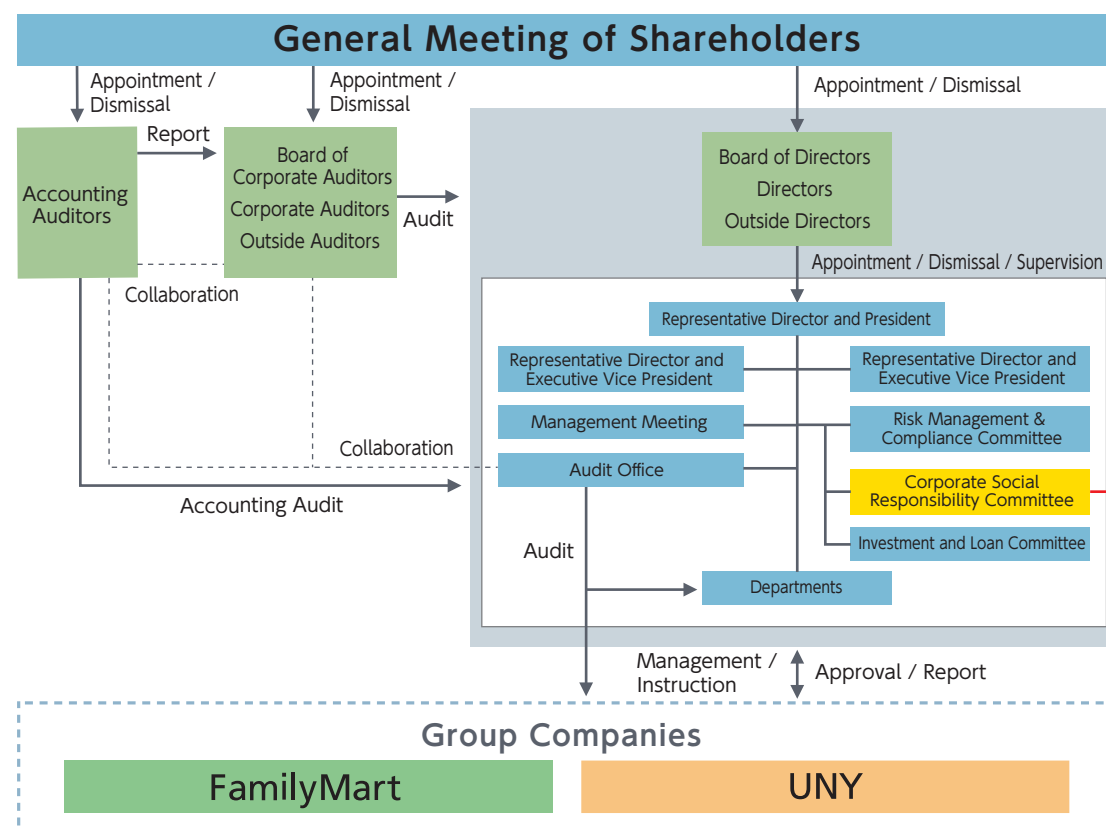 General Meeting of Shareholders
Appointment /
Dismissal
Appointment /
Dismissal
Appointment / Dismissal
Report
Accounting
Auditors
Board of
Corporate Auditors
Corporate Auditors
Outside Auditors
Audit
Board of Directors
Directors
Outside Directors
Appointment / Dismissal / Supervision
Collaboration
Representative Director and President
Representative Director and
Executive Vice President
Representative Director and
Executive Vice President
Management Meeting
Risk Management &
Compliance Committee
Collaboration
Audit Office
Corporate Social
Responsibility Committee
Accounting Audit
Investment and Loan Committee
Audit
Departments
Management /
Instruction
Approval / Report
Group Companies
FamilyMart
UNY